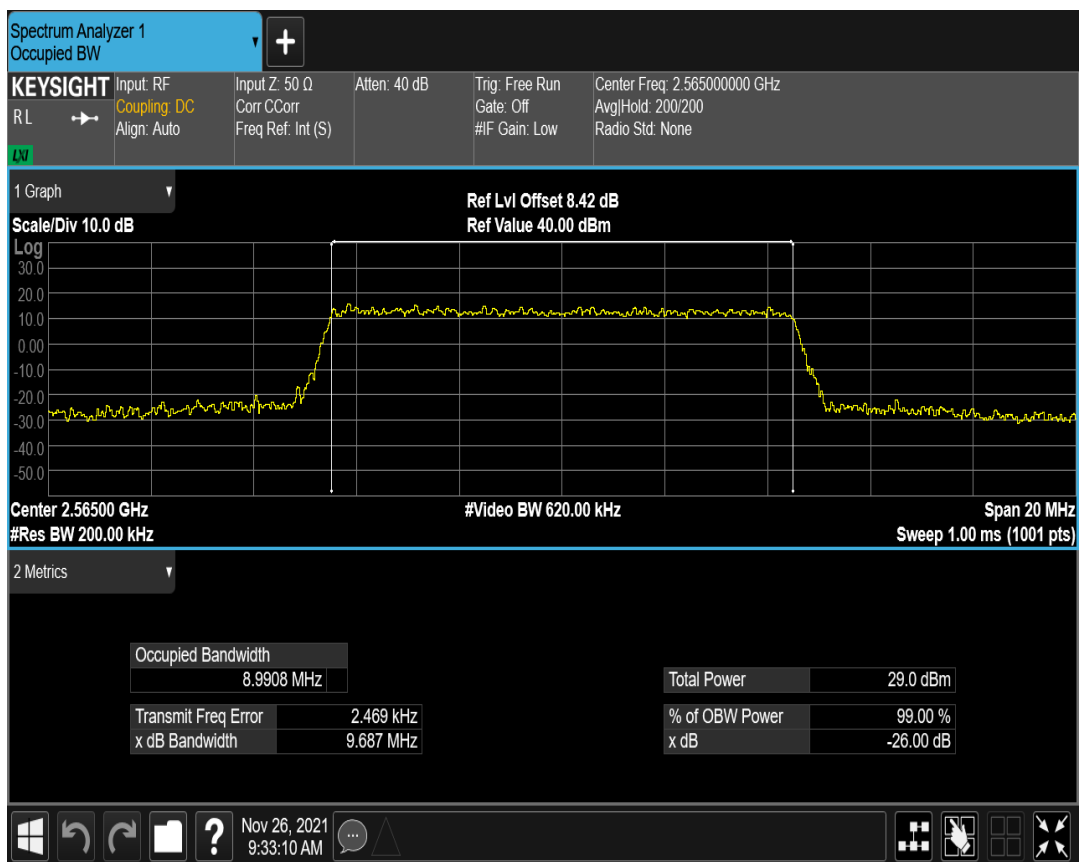 Spectrum Analyzer 1
Occupied BW
+
KEYSIGHT
R L
LXI
Input: RF
Coupling: DC
Align: Auto
Input Z: 50 Ω
Corr CCorr
Freq Ref: Int (S)
Atten: 40 dB
Trig: Free Run
Gate: Off
#IF Gain: Low
Center Freq: 2.565000000 GHz
Avg|Hold: 200/200
Radio Std: None
1 Graph
Scale/Div 10.0 dB
Ref Lvl Offset 8.42 dB
Ref Value 40.00 dBm
Log
30.0
20.0
10.0
0.00
-10.0
-20.0
-30.0
-40.0
-50.0
Center 2.56500 GHz
#Video BW 620.00 kHz
Span 20 MHz
#Res BW 200.00 kHz
Sweep 1.00 ms (1001 pts)
2 Metrics
Occupied Bandwidth
8.9908 MHz
Total Power 29.0 dBm
Transmit Freq Error 2.469 kHz
% of OBW Power 99.00 %
x dB Bandwidth 9.687 MHz
x dB -26.00 dB
?
Nov 26, 2021
9:33:10 AM